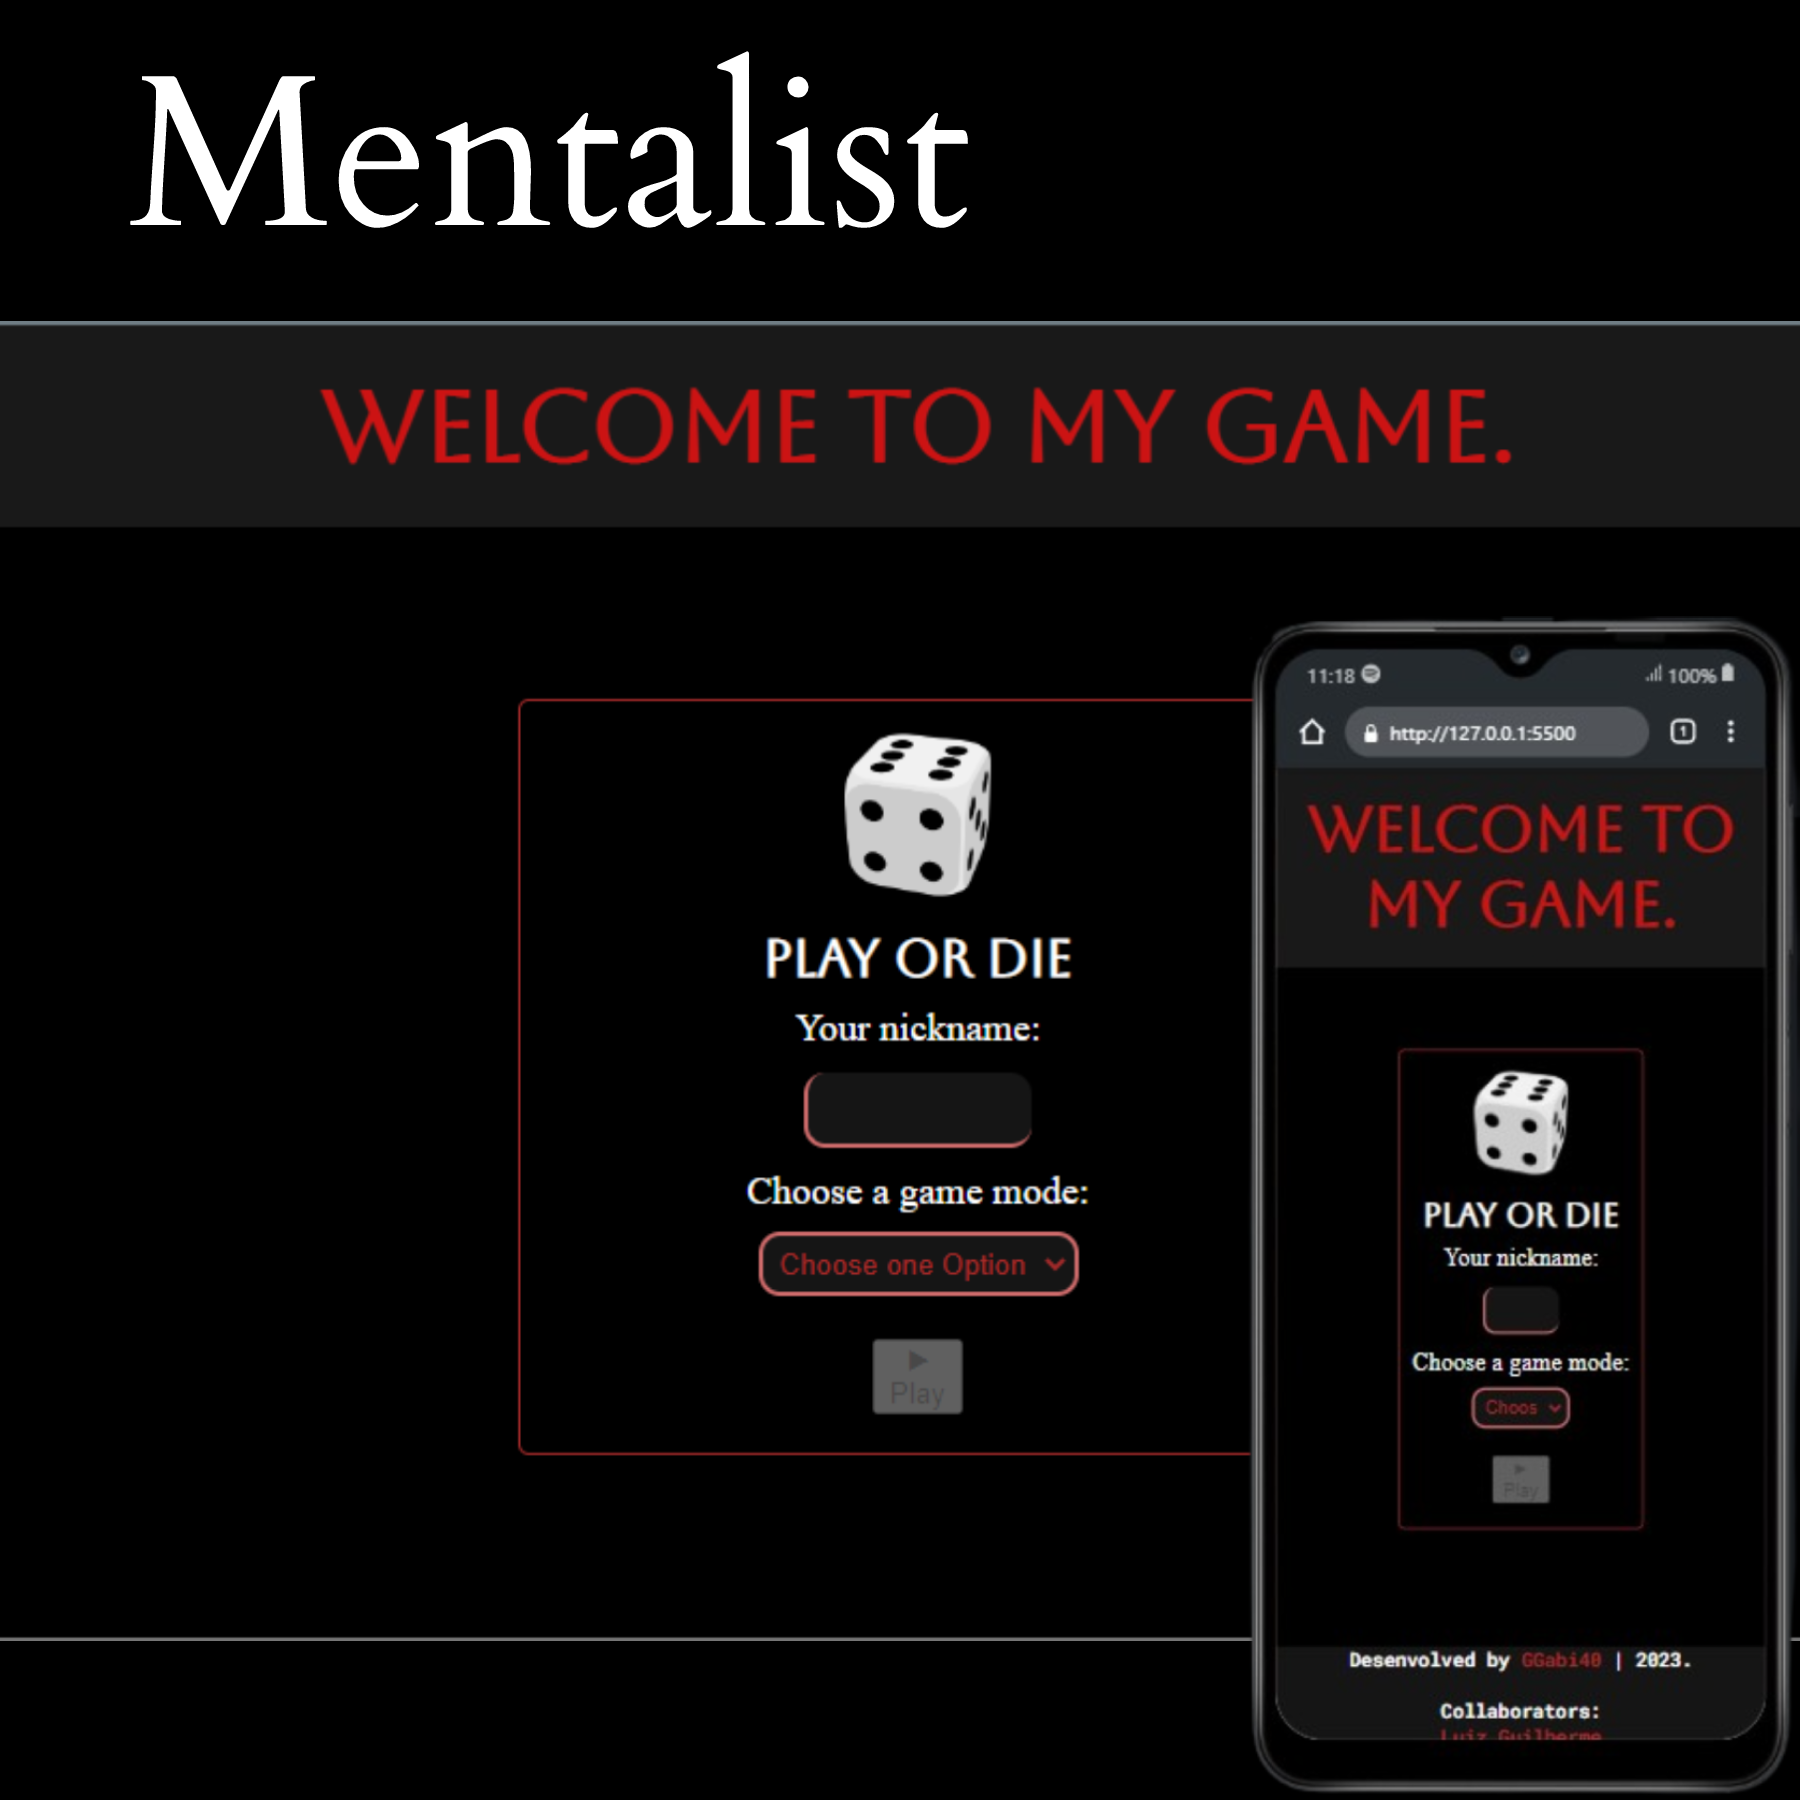 Mentalist
WELCOME TO MY GAME.
PLAY OR DIE
Your nickname:
Choose a game mode:
Choose one Option
Play
11:18
100%
http://127.0.0.1:5500
1
WELCOME TO
MY GAME.
PLAY OR DIE
Your nickname:
Choose a game mode:
Choos
Play
Desenvolved by GGabi40 | 2023.
Collaborators:
Luiz Guilherme